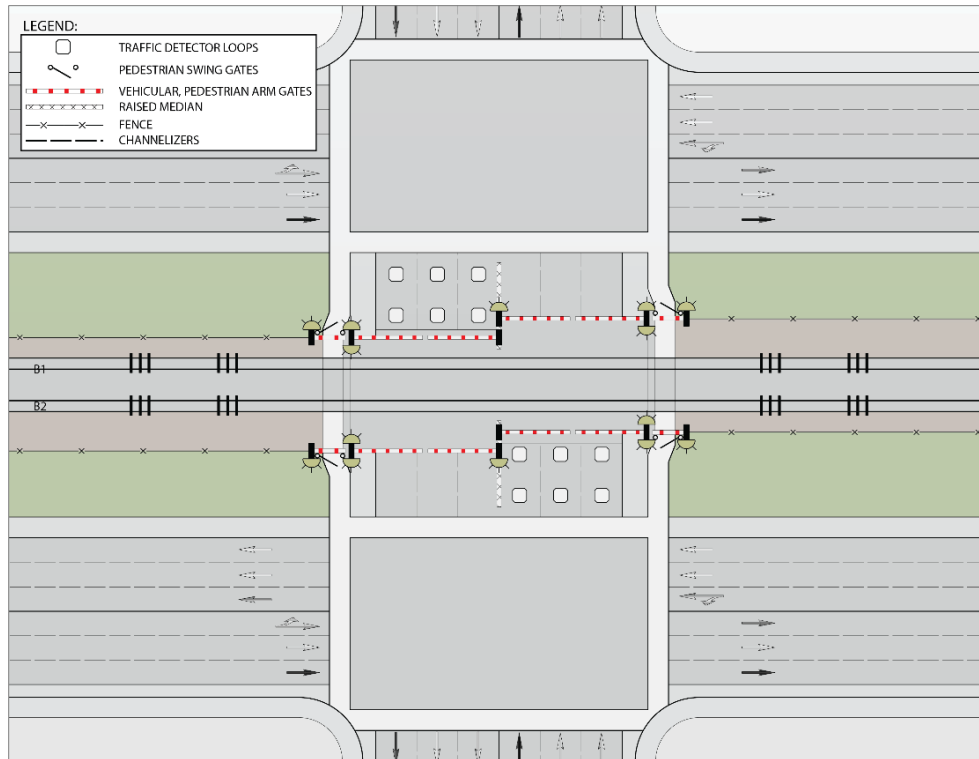 LEGEND:
TRAFFIC DETECTOR LOOPS
PEDESTRIAN SWING GATES
VEHICULAR, PEDESTRIAN ARM GATES
RAISED MEDIAN
FENCE
CHANNELIZERS
B1
B2